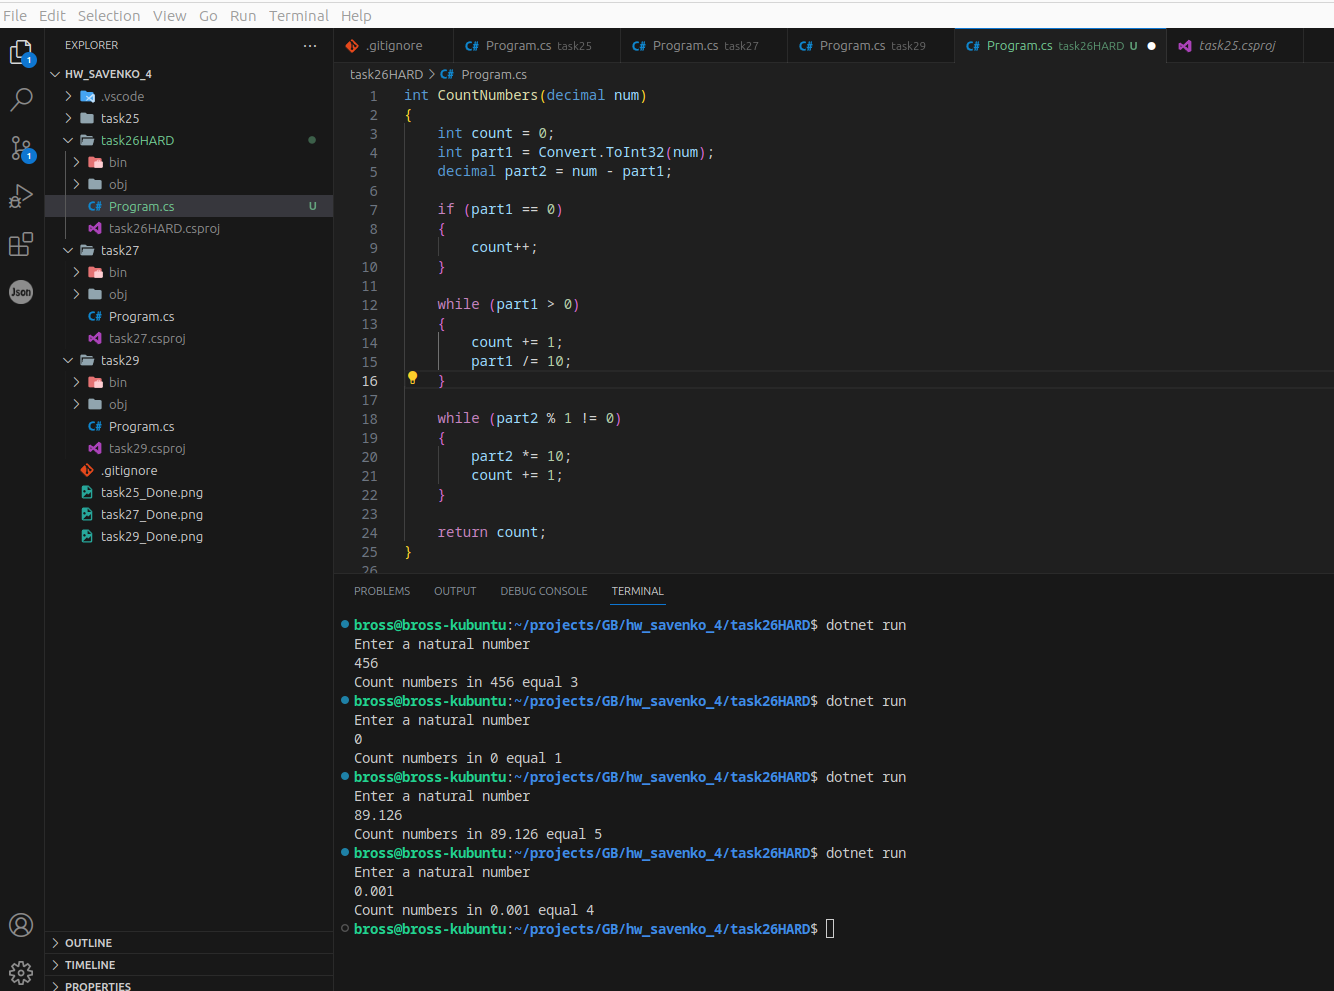 File Edit Selection View Go Run Terminal Help
EXPLORER ···
HW_SAVENKO_4
.vscode
task25
task26HARD
bin
obj
C# Program.cs U
task26HARD.csproj
task27
bin
obj
C# Program.cs
task27.csproj
task29
bin
obj
C# Program.cs
task29.csproj
.gitignore
task25_Done.png
task27_Done.png
task29_Done.png
OUTLINE
TIMELINE
PROPERTIES
1
1
Json
.gitignore C# Program.cs task25 C# Program.cs task27 C# Program.cs task29 C# Program.cs task26HARD U task25.csproj
task26HARD > C# Program.cs
1 int CountNumbers(decimal num)
2 {
3 int count = 0;
4 int part1 = Convert.ToInt32(num);
5 decimal part2 = num - part1;
6
7 if (part1 == 0)
8 {
9 count++;
10 }
11
12 while (part1 > 0)
13 {
14 count += 1;
15 part1 /= 10;
16 }
17
18 while (part2 % 1 != 0)
19 {
20 part2 *= 10;
21 count += 1;
22 }
23
24 return count;
25 }
26
PROBLEMS OUTPUT DEBUG CONSOLE TERMINAL
bross@bross-kubuntu:~/projects/GB/hw_savenko_4/task26HARD$ dotnet run
Enter a natural number
456
Count numbers in 456 equal 3
bross@bross-kubuntu:~/projects/GB/hw_savenko_4/task26HARD$ dotnet run
Enter a natural number
0
Count numbers in 0 equal 1
bross@bross-kubuntu:~/projects/GB/hw_savenko_4/task26HARD$ dotnet run
Enter a natural number
89.126
Count numbers in 89.126 equal 5
bross@bross-kubuntu:~/projects/GB/hw_savenko_4/task26HARD$ dotnet run
Enter a natural number
0.001
Count numbers in 0.001 equal 4
bross@bross-kubuntu:~/projects/GB/hw_savenko_4/task26HARD$